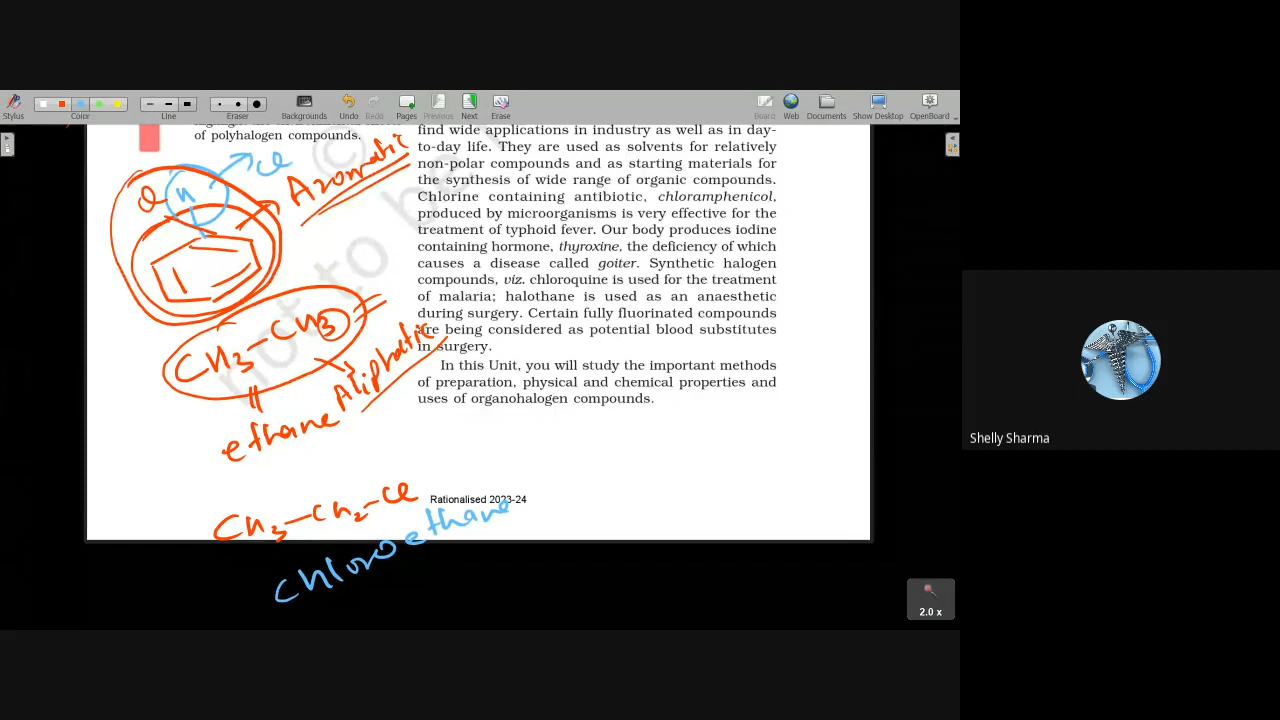 Stylus
Color
Line
Eraser
Backgrounds
Undo
Redo
Pages
Previous
Next
Erase
Board
Web
Documents
Show Desktop
OpenBoard
of polyhalogen compounds.
find wide applications in industry as well as in day-
to-day life. They are used as solvents for relatively
non-polar compounds and as starting materials for
the synthesis of wide range of organic compounds.
Chlorine containing antibiotic, chloramphenicol,
produced by microorganisms is very effective for the
treatment of typhoid fever. Our body produces iodine
containing hormone, thyroxine, the deficiency of which
causes a disease called goiter. Synthetic halogen
compounds, viz. chloroquine is used for the treatment
of malaria; halothane is used as an anaesthetic
during surgery. Certain fully fluorinated compounds
are being considered as potential blood substitutes
in surgery.
In this Unit, you will study the important methods
of preparation, physical and chemical properties and
uses of organohalogen compounds.
©
not to be r
H
Cl
Aromatic
CH3-CH3
Aliphatic
ethane
CH3-CH2-Cl
Chloroethane
Rationalised 2023-24
2.0 x
Shelly Sharma